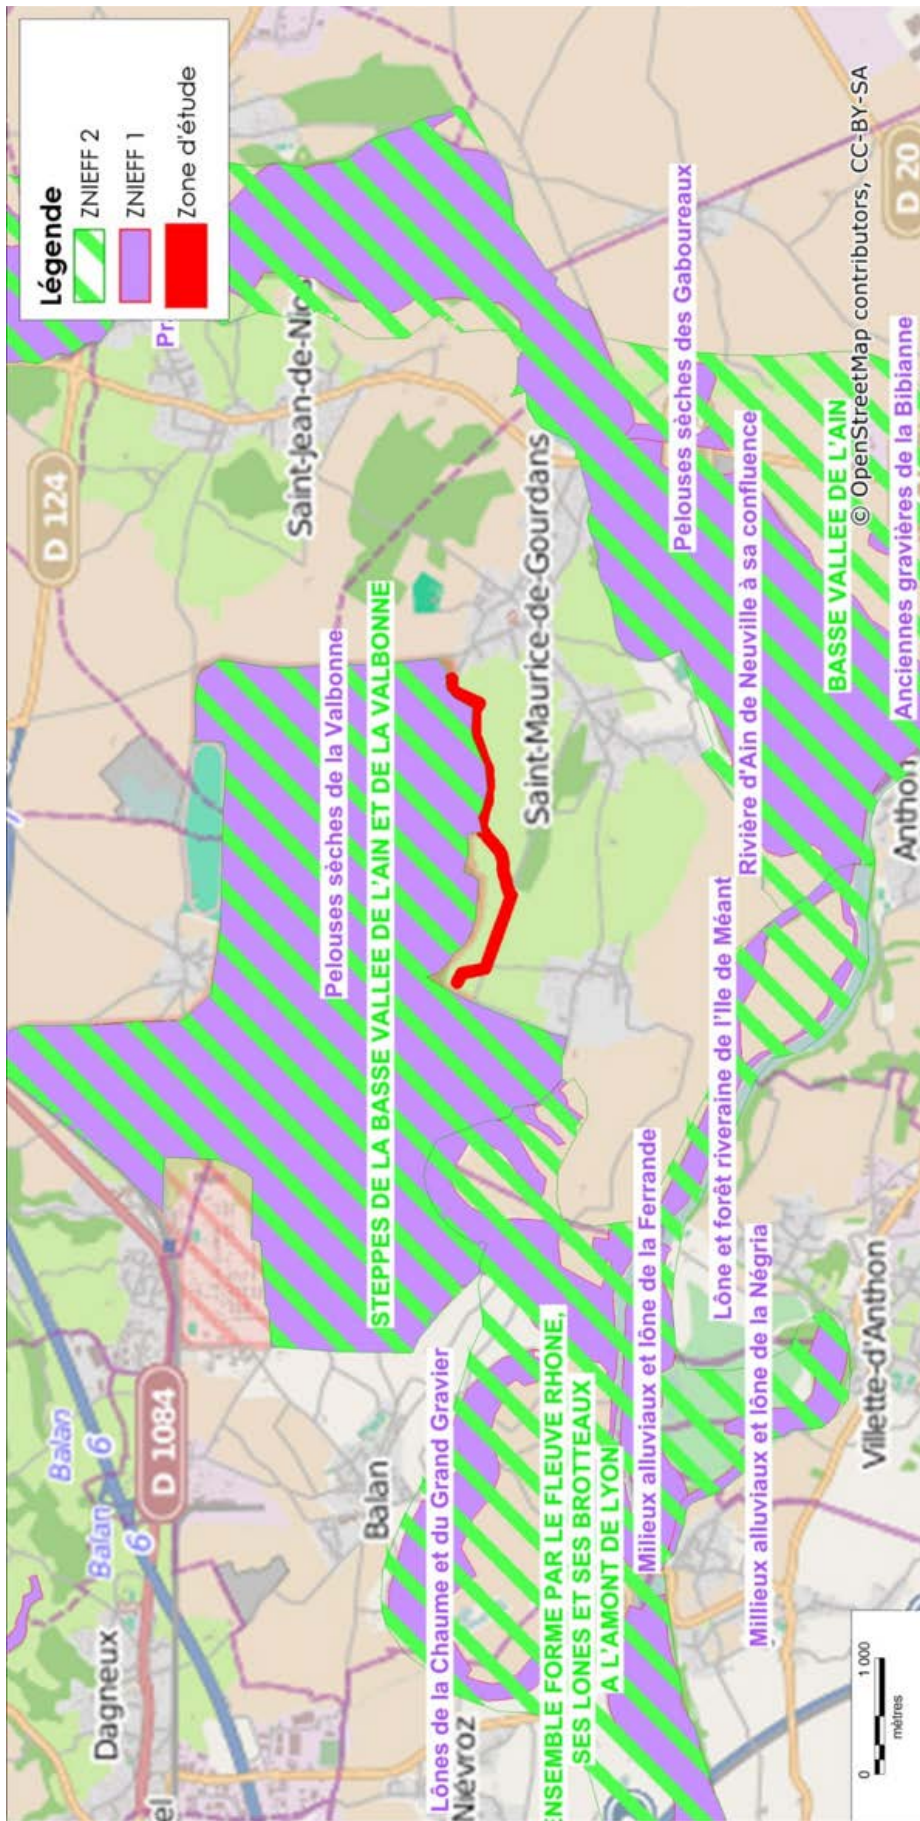 Légende
ZNIEFF 2
ZNIEFF 1
Zone d'étude
D 124
Saint-Jean-de-Nio
Balan
6
Balan
6
D 1084
Dagneux
Balan
Niévroz
Pelouses sèches de la Valbonne
STEPPES DE LA BASSE VALLEE DE L'AIN ET DE LA VALBONNE
Lônes de la Chaume et du Grand Gravier
Saint-Maurice-de-Gourdans
ENSEMBLE FORME PAR LE FLEUVE RHONE,
SES LONES ET SES BROTTEAUX
A L'AMONT DE LYON
Milieux alluviaux et lône de la Ferrande
Pelouses sèches des Gaboureaux
Lône et forêt riveraine de l'Ile de Méant
Rivière d'Ain de Neuville à sa confluence
Millieux alluviaux et lône de la Négria
BASSE VALLEE DE L'AIN
Villette-d'Anthon
Anthon
Anciennes gravières de la Bibianne
D 20
© OpenStreetMap contributors, CC-BY-SA
0 1 000
mètres